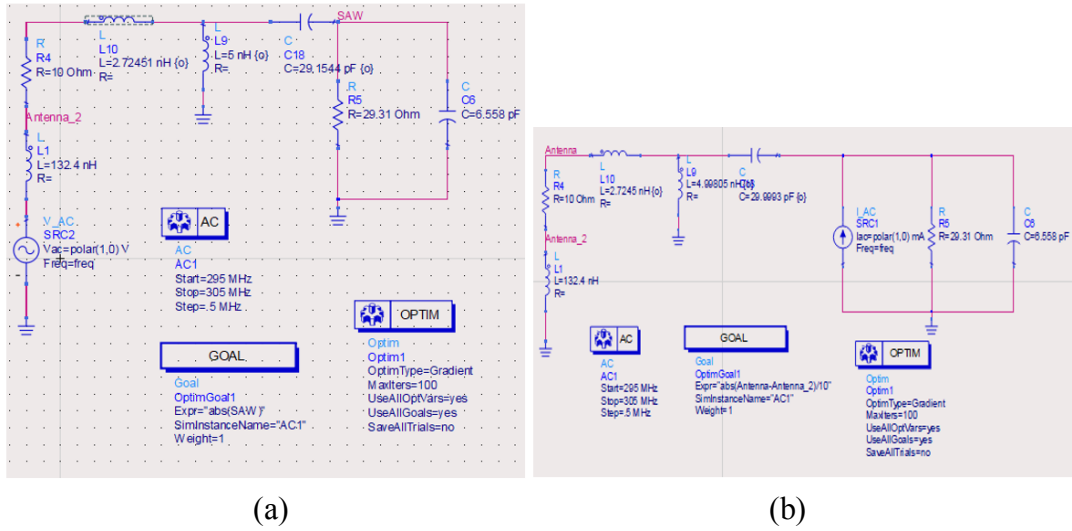 SAW
L
L10
L=2.72451 nH {o}
R=
L
L9
L=5 nH {o}
R=
C
C18
C=29.1544 pF {o}
R
R4
R=10 Ohm
R
R5
R=29.31 Ohm
C
C6
C=6.558 pF
Antenna_2
L
L1
L=132.4 nH
R=
V_AC
SRC2
Vac=polar(1,0) V
Freq=freq
AC
AC
AC1
Start=295 MHz
Stop=305 MHz
Step=.5 MHz
OPTIM
Optim
Optim1
OptimType=Gradient
MaxIters=100
UseAllOptVars=yes
UseAllGoals=yes
SaveAllTrials=no
GOAL
Goal
OptimGoal1
Expr="abs(SAW)"
SimInstanceName="AC1"
Weight=1
(a)
Antenna
L
L10
L=2.7245 nH {o}
R=
L
L9
L=4.99805 nH {o}
R=
C
C=29.9993 pF {o}
R
R4
R=10 Ohm
Antenna_2
L
L1
L=132.4 nH
R=
I_AC
SRC1
Iac=polar(1,0) mA
Freq=freq
R
R5
R=29.31 Ohm
C
C6
C=6.558 pF
AC
AC
AC1
Start=295 MHz
Stop=305 MHz
Step=.5 MHz
GOAL
Goal
OptimGoal1
Expr="abs(Antenna-Antenna_2)/10"
SimInstanceName="AC1"
Weight=1
OPTIM
Optim
Optim1
OptimType=Gradient
MaxIters=100
UseAllOptVars=yes
UseAllGoals=yes
SaveAllTrials=no
(b)